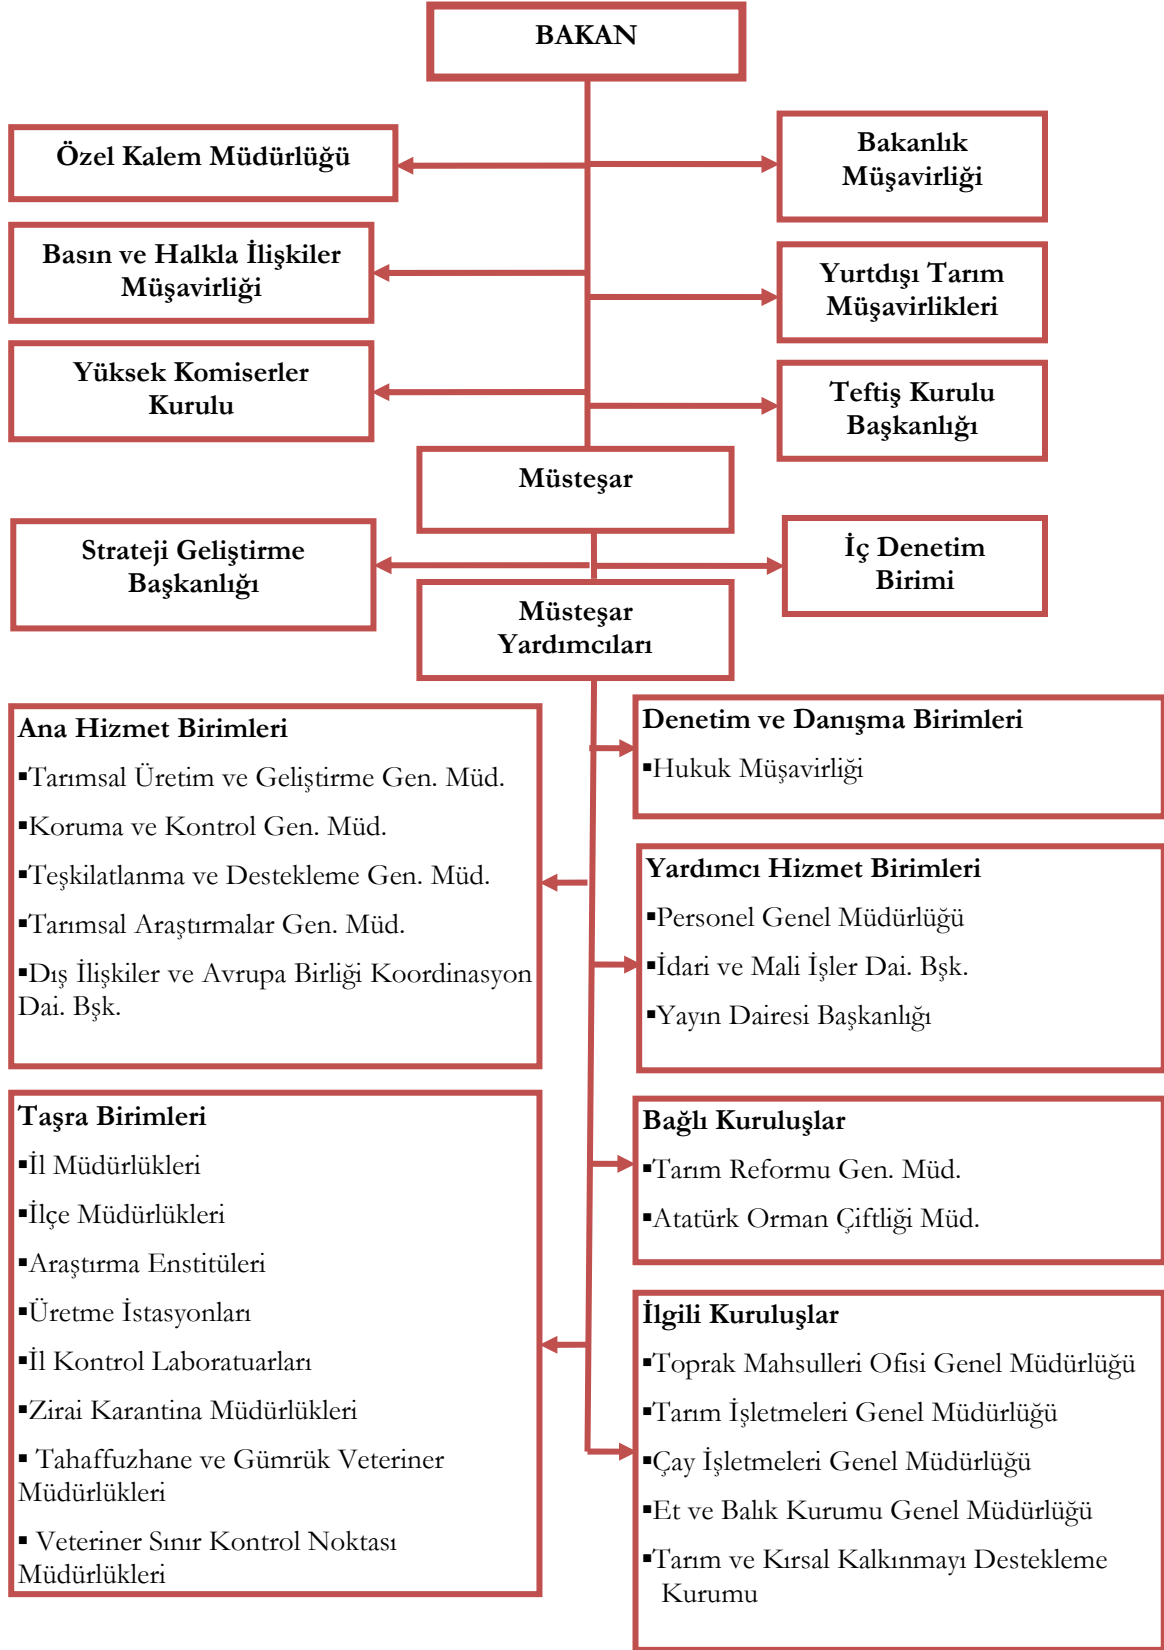 BAKAN
Özel Kalem Müdürlüğü
Bakanlık
Müşavirliği
Basın ve Halkla İlişkiler
Müşavirliği
Yurtdışı Tarım
Müşavirlikleri
Yüksek Komiserler
Kurulu
Teftiş Kurulu
Başkanlığı
Müsteşar
Strateji Geliştirme
Başkanlığı
İç Denetim
Birimi
Müsteşar
Yardımcıları
Ana Hizmet Birimleri
▪Tarımsal Üretim ve Geliştirme Gen. Müd.
▪Koruma ve Kontrol Gen. Müd.
▪Teşkilatlanma ve Destekleme Gen. Müd.
▪Tarımsal Araştırmalar Gen. Müd.
▪Dış İlişkiler ve Avrupa Birliği Koordinasyon
Dai. Bşk.
Denetim ve Danışma Birimleri
▪Hukuk Müşavirliği
Yardımcı Hizmet Birimleri
▪Personel Genel Müdürlüğü
▪İdari ve Mali İşler Dai. Bşk.
▪Yayın Dairesi Başkanlığı
Taşra Birimleri
▪İl Müdürlükleri
▪İlçe Müdürlükleri
▪Araştırma Enstitüleri
▪Üretme İstasyonları
▪İl Kontrol Laboratuarları
▪Zirai Karantina Müdürlükleri
▪ Tahaffuzhane ve Gümrük Veteriner
Müdürlükleri
▪ Veteriner Sınır Kontrol Noktası
Müdürlükleri
Bağlı Kuruluşlar
▪Tarım Reformu Gen. Müd.
▪Atatürk Orman Çiftliği Müd.
İlgili Kuruluşlar
▪Toprak Mahsulleri Ofisi Genel Müdürlüğü
▪Tarım İşletmeleri Genel Müdürlüğü
▪Çay İşletmeleri Genel Müdürlüğü
▪Et ve Balık Kurumu Genel Müdürlüğü
▪Tarım ve Kırsal Kalkınmayı Destekleme
Kurumu